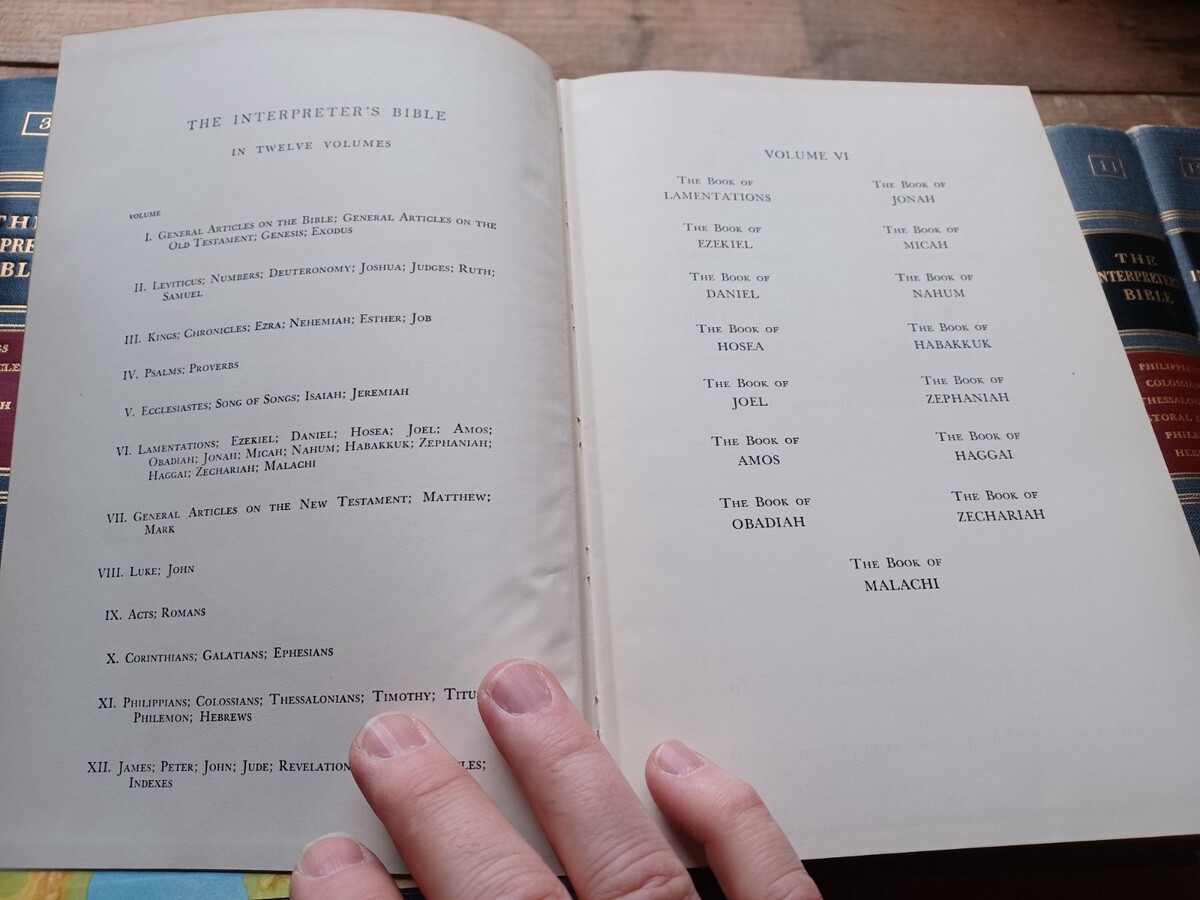 THE INTERPRETER'S BIBLE
IN TWELVE VOLUMES
VOLUME
I. GENERAL ARTICLES ON THE BIBLE; GENERAL ARTICLES ON THE
OLD TESTAMENT; GENESIS; EXODUS
II. LEVITICUS; NUMBERS; DEUTERONOMY; JOSHUA; JUDGES; RUTH;
SAMUEL
III. KINGS; CHRONICLES; EZRA; NEHEMIAH; ESTHER; JOB
IV. PSALMS; PROVERBS
V. ECCLESIASTES; SONG OF SONGS; ISAIAH; JEREMIAH
VI. LAMENTATIONS; EZEKIEL; DANIEL; HOSEA; JOEL; AMOS;
OBADIAH; JONAH; MICAH; NAHUM; HABAKKUK; ZEPHANIAH;
HAGGAI; ZECHARIAH; MALACHI
VII. GENERAL ARTICLES ON THE NEW TESTAMENT; MATTHEW;
MARK
VIII. LUKE; JOHN
IX. ACTS; ROMANS
X. CORINTHIANS; GALATIANS; EPHESIANS
XI. PHILIPPIANS; COLOSSIANS; THESSALONIANS; TIMOTHY;
PHILEMON; HEBREWS
XII. JAMES; PETER; JOHN; JUDE; REVELATION
INDEXES
VOLUME VI
THE BOOK OF
LAMENTATIONS
THE BOOK OF
EZEKIEL
THE BOOK OF
DANIEL
THE BOOK OF
HOSEA
THE BOOK OF
JOEL
THE BOOK OF
AMOS
THE BOOK OF
OBADIAH
THE BOOK OF
JONAH
THE BOOK OF
MICAH
THE BOOK OF
NAHUM
THE BOOK OF
HABAKKUK
THE BOOK OF
ZEPHANIAH
THE BOOK OF
HAGGAI
THE BOOK OF
ZECHARIAH
THE BOOK OF
MALACHI
3
11
THE
BIBLE